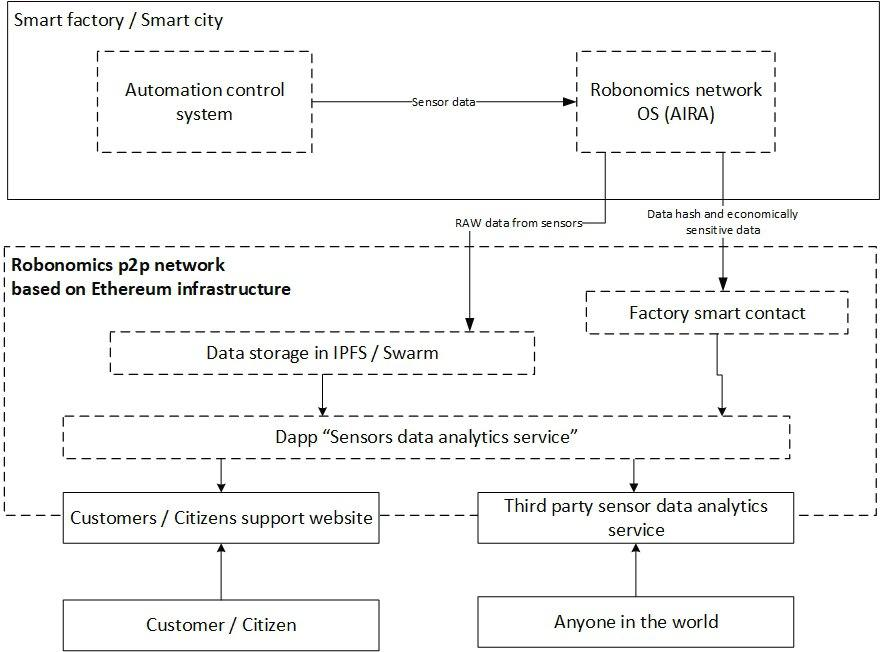 Smart factory / Smart city
Automation control
system
Sensor data
Robonomics network
OS (AIRA)
RAW data from sensors
Data hash and economically
sensitive data
Robonomics p2p network
based on Ethereum infrastructure
Factory smart contact
Data storage in IPFS / Swarm
Dapp “Sensors data analytics service”
Customers / Citizens support website
Third party sensor data analytics
service
Customer / Citizen
Anyone in the world